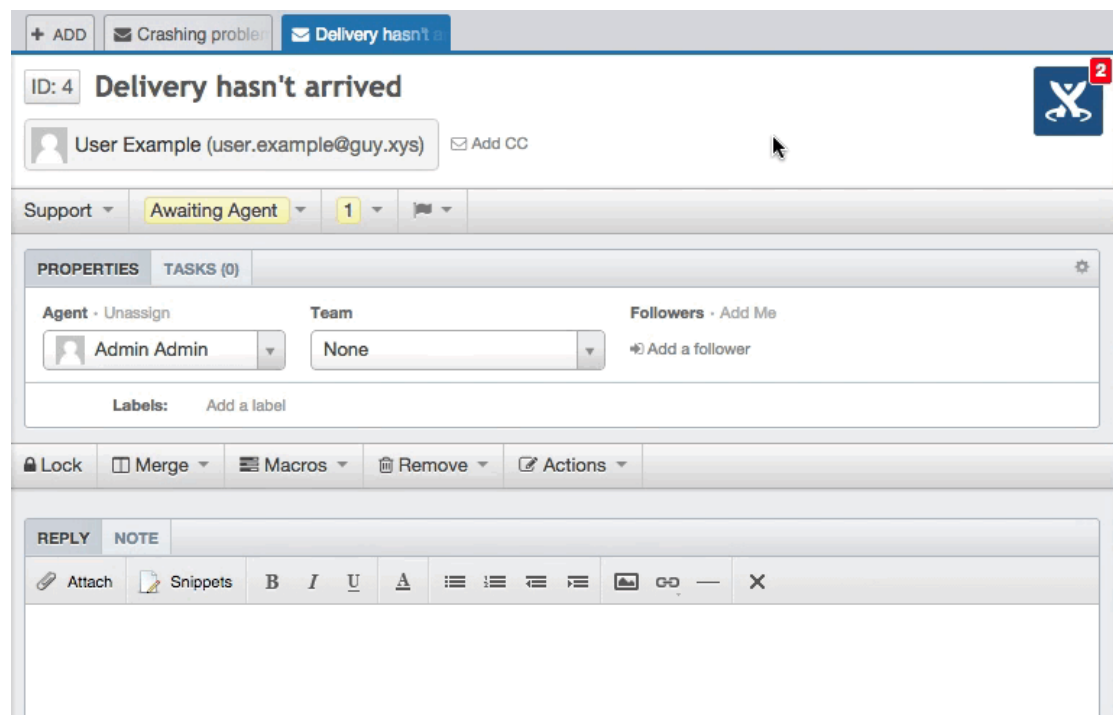 + ADD Crashing problem Delivery hasn't a
ID: 4 Delivery hasn't arrived
2
User Example (user.example@guy.xys) Add CC
Support Awaiting Agent 1
PROPERTIES TASKS (0)
Agent · Unassign Team Followers · Add Me
Admin Admin None Add a follower
Labels: Add a label
Lock Merge Macros Remove Actions
REPLY NOTE
Attach Snippets B I U A